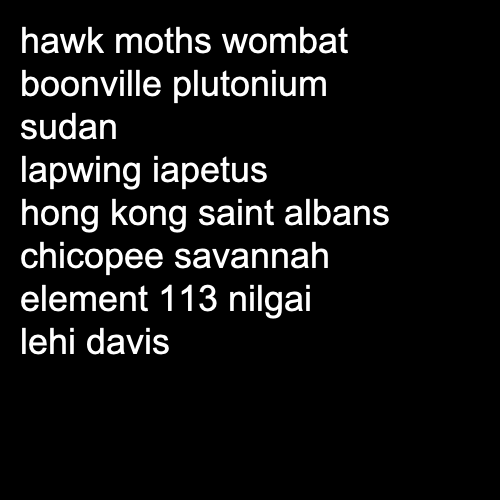 hawk moths wombat
boonville plutonium
sudan
lapwing iapetus
hong kong saint albans
chicopee savannah
element 113 nilgai
lehi davis